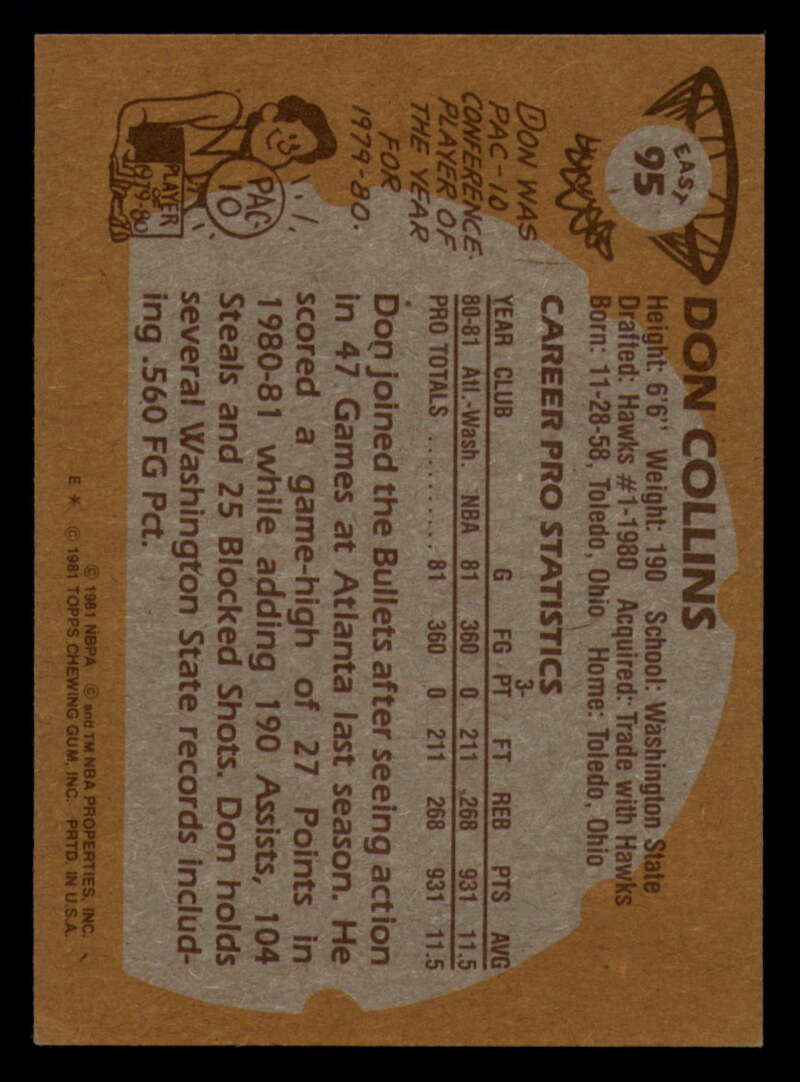 EAST
95
DON COLLINS
Height: 6'6" Weight: 190 School: Washington State
Drafted: Hawks #1-1980 Acquired: Trade with Hawks
Born: 11-28-58, Toledo, Ohio Home: Toledo, Ohio
CAREER PRO STATISTICS
3-
YEAR CLUB G FG PT FT REB PTS AVG
80-81 Atl.-Wash. NBA 81 360 0 211 268 931 11.5
PRO TOTALS .......... 81 360 0 211 268 931 11.5
Don joined the Bullets after seeing action
in 47 Games at Atlanta last season. He
scored a game-high of 27 Points in
1980-81 while adding 190 Assists, 104
Steals and 25 Blocked Shots. Don holds
several Washington State records includ-
ing .560 FG Pct.
DON WAS
PAC-10
CONFERENCE
PLAYER OF
THE YEAR
FOR
1979-80.
PAC-
10
PLAYER
OF
1979-80
© 1981 NBPA © and TM NBA PROPERTIES, INC.
E * © 1981 TOPPS CHEWING GUM, INC. PRTD. IN U.S.A.